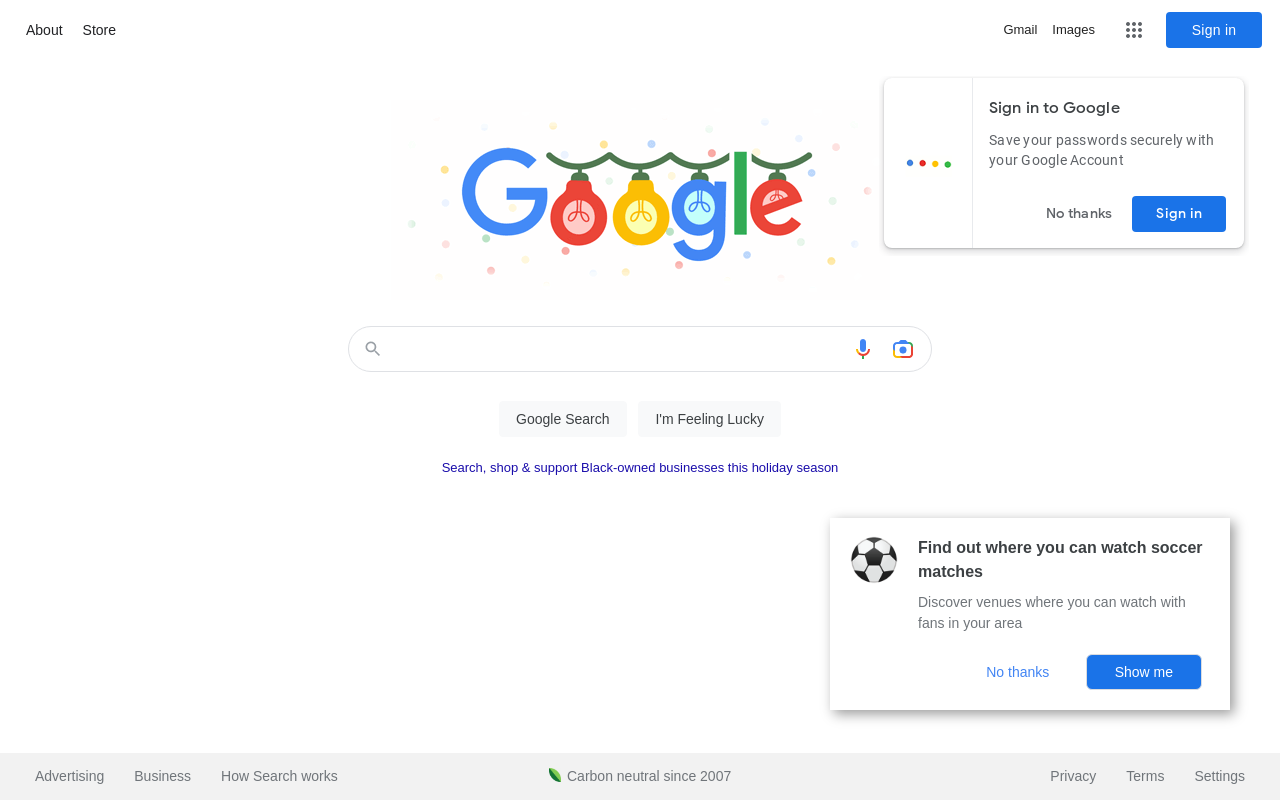 About Store
Gmail Images
Sign in
Google
Sign in to Google
Save your passwords securely with
your Google Account
No thanks
Sign in
Google Search
I'm Feeling Lucky
Search, shop & support Black-owned businesses this holiday season
Find out where you can watch soccer
matches
Discover venues where you can watch with
fans in your area
No thanks
Show me
Advertising Business How Search works
Carbon neutral since 2007
Privacy Terms Settings